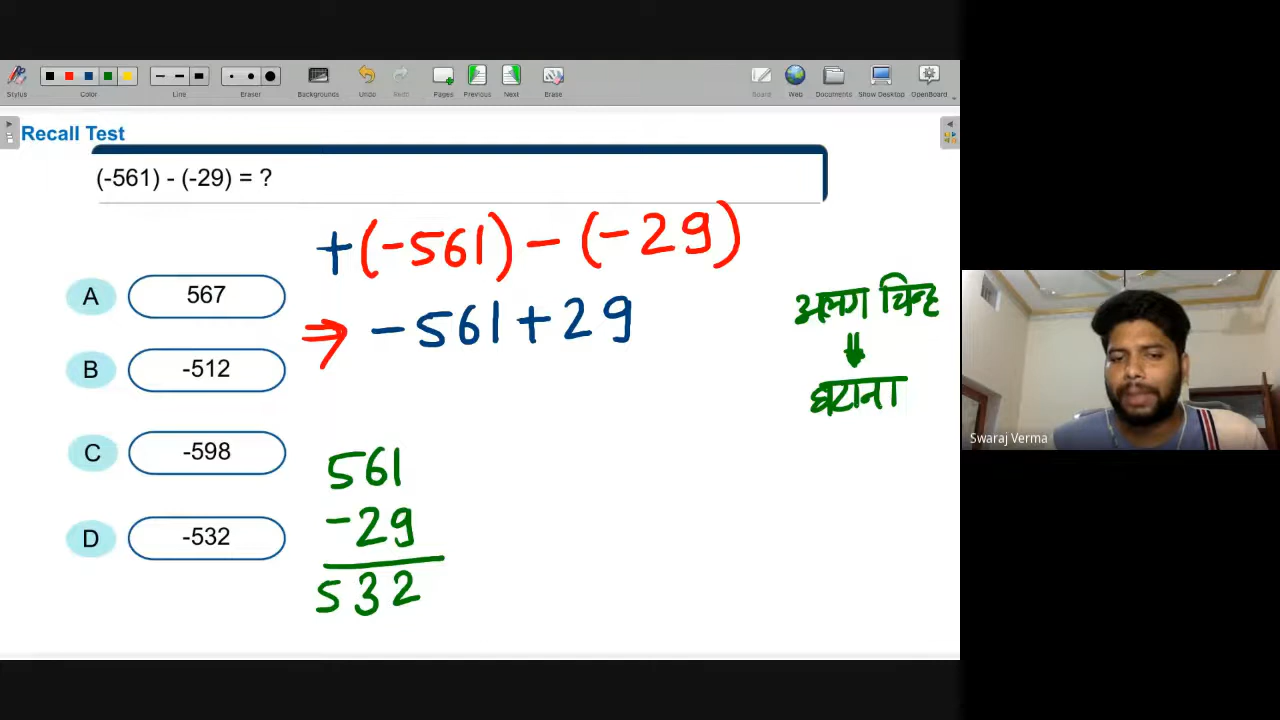 Stylus
Color
Line
Eraser
Backgrounds
Undo
Redo
Pages
Previous
Next
Erase
Board
Web
Documents
Show Desktop
OpenBoard
Recall Test
(-561) - (-29) = ?
+(-561) - (-29)
⇒ -561+29
A 567
B -512
C -598
D -532
561
-29
532
अलग चिन्ह
⇓
घटाना
Swaraj Verma